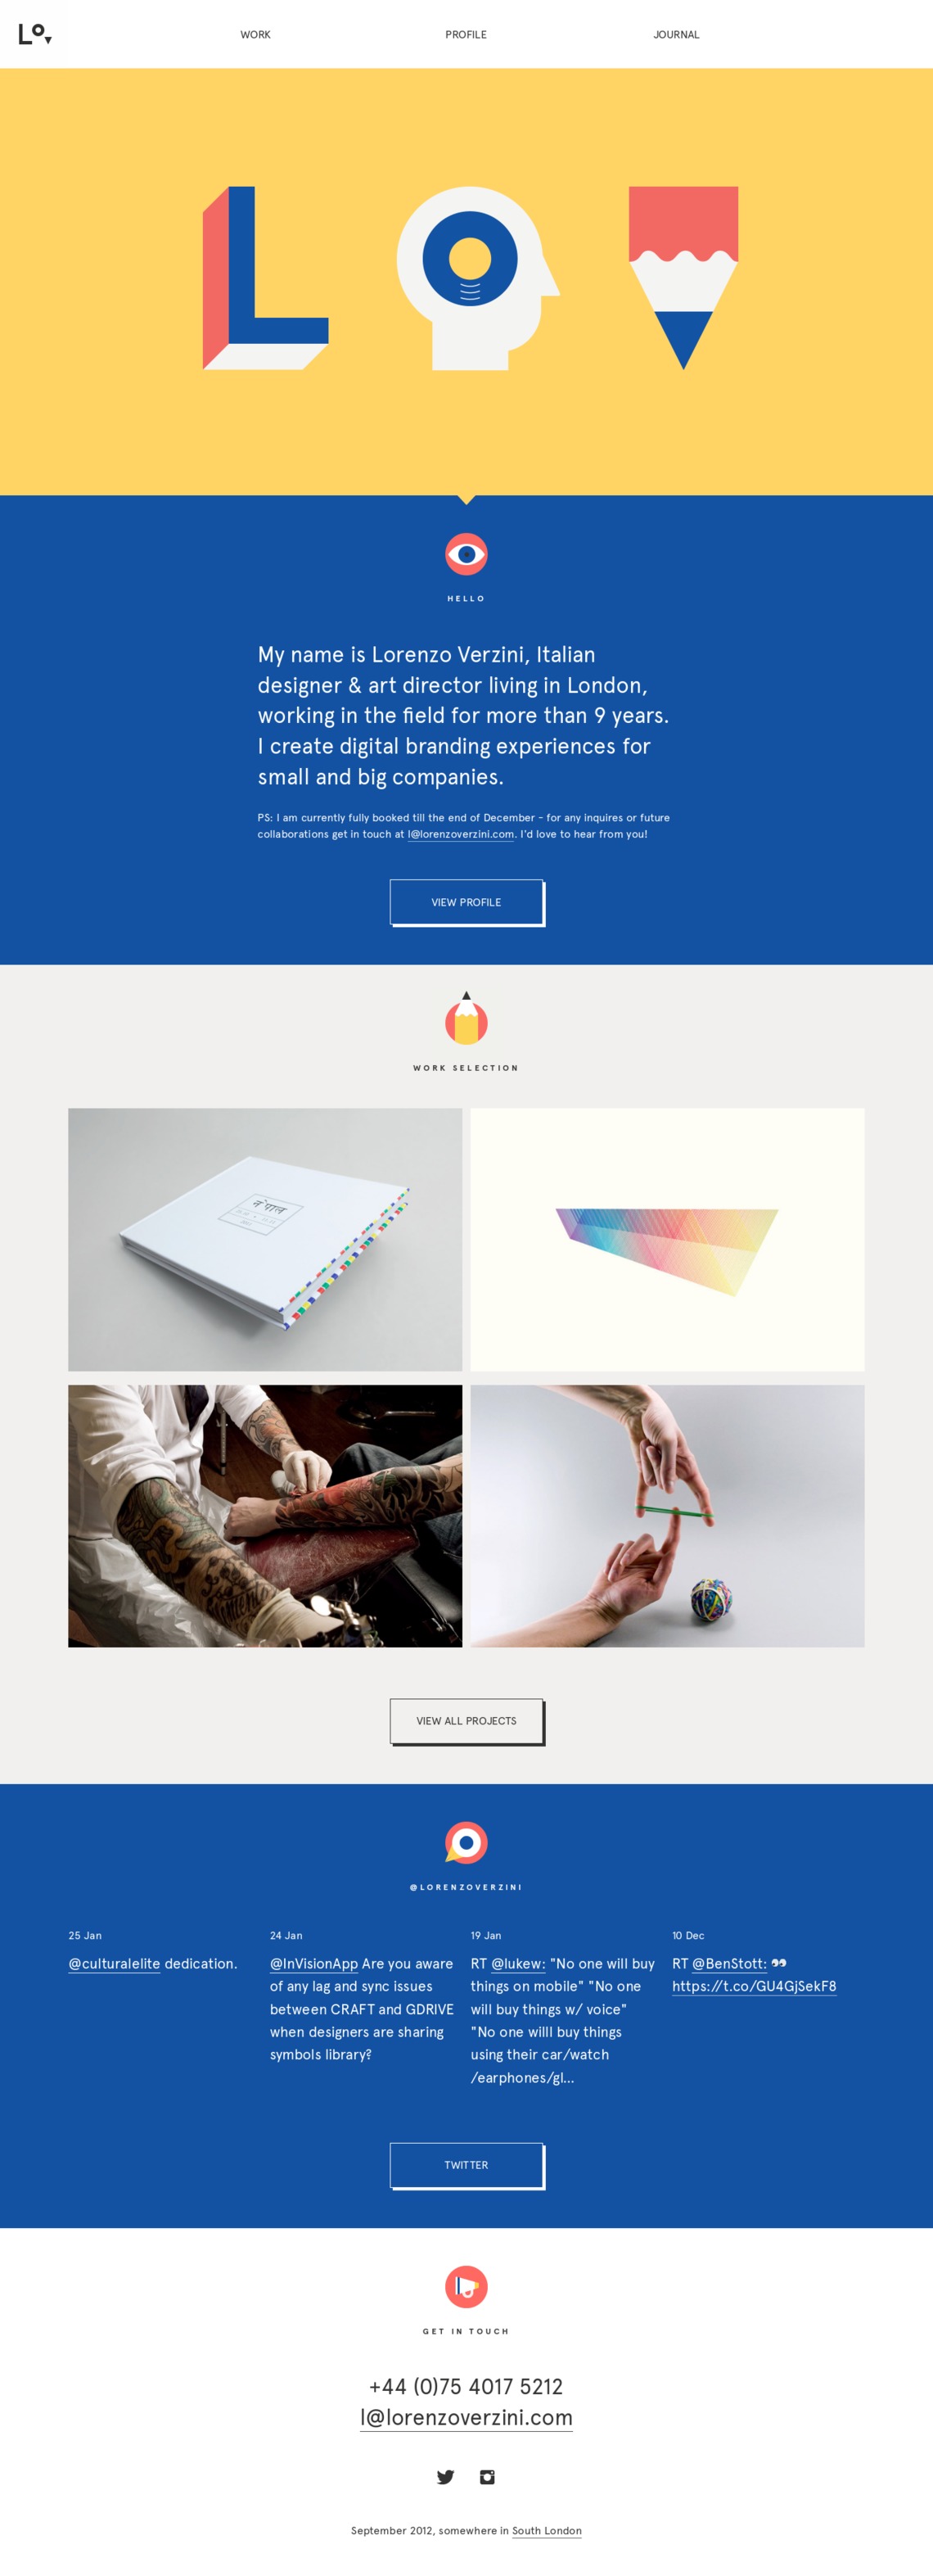 LO
WORK
PROFILE
JOURNAL
HELLO
My name is Lorenzo Verzini, Italian
designer & art director living in London,
working in the field for more than 9 years.
I create digital branding experiences for
small and big companies.
PS: I am currently fully booked till the end of December - for any inquires or future
collaborations get in touch at l@lorenzoverzini.com. I'd love to hear from you!
VIEW PROFILE
WORK SELECTION
नेपाल
VIEW ALL PROJECTS
@LORENZOVERZINI
25 Jan
@culturalelite dedication.
24 Jan
@InVisionApp Are you aware
of any lag and sync issues
between CRAFT and GDRIVE
when designers are sharing
symbols library?
19 Jan
RT @lukew: "No one will buy
things on mobile" "No one
will buy things w/ voice"
"No one willl buy things
using their car/watch
/earphones/gl...
10 Dec
RT @BenStott: 👀
https://t.co/GU4GjSekF8
TWITTER
GET IN TOUCH
+44 (0)75 4017 5212
l@lorenzoverzini.com
September 2012, somewhere in South London